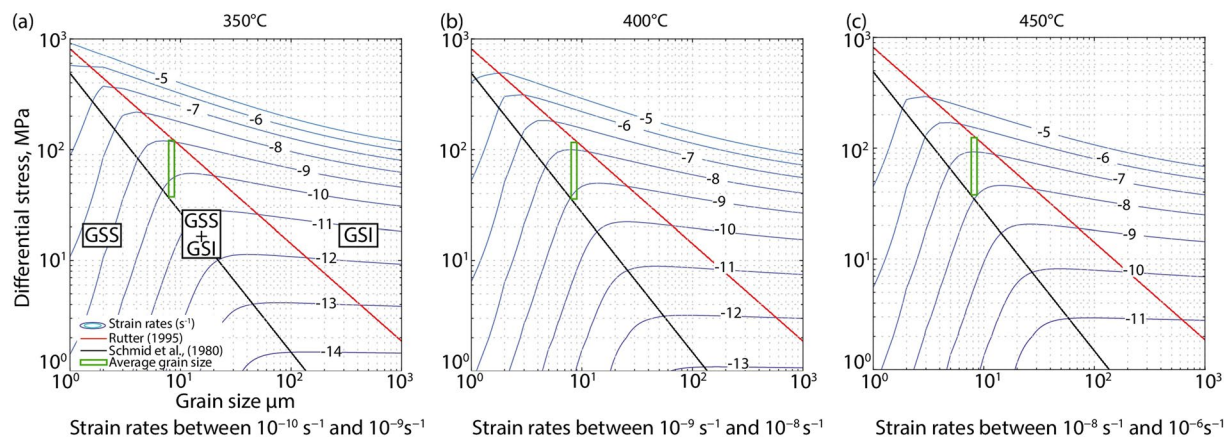 (a) 350°C
10³
10²
10¹
10⁰
Differential stress, MPa
-5
-6
-7
-8
-9
-10
-11
-12
-13
-14
GSS
GSS
+
GSI
GSI
Strain rates (s⁻¹)
Rutter (1995)
Schmid et al., (1980)
Average grain size
10⁰ 10¹ 10² 10³
Grain size μm
Strain rates between 10⁻¹⁰ s⁻¹ and 10⁻⁹s⁻¹
(b) 400°C
10³
10²
10¹
10⁰
-5
-6
-7
-8
-9
-10
-11
-12
-13
10⁰ 10¹ 10² 10³
Strain rates between 10⁻⁹ s⁻¹ and 10⁻⁸ s⁻¹
(c) 450°C
10³
10²
10¹
10⁰
-5
-6
-7
-8
-9
-10
-11
10⁰ 10¹ 10² 10³
Strain rates between 10⁻⁸ s⁻¹ and 10⁻⁶s⁻¹